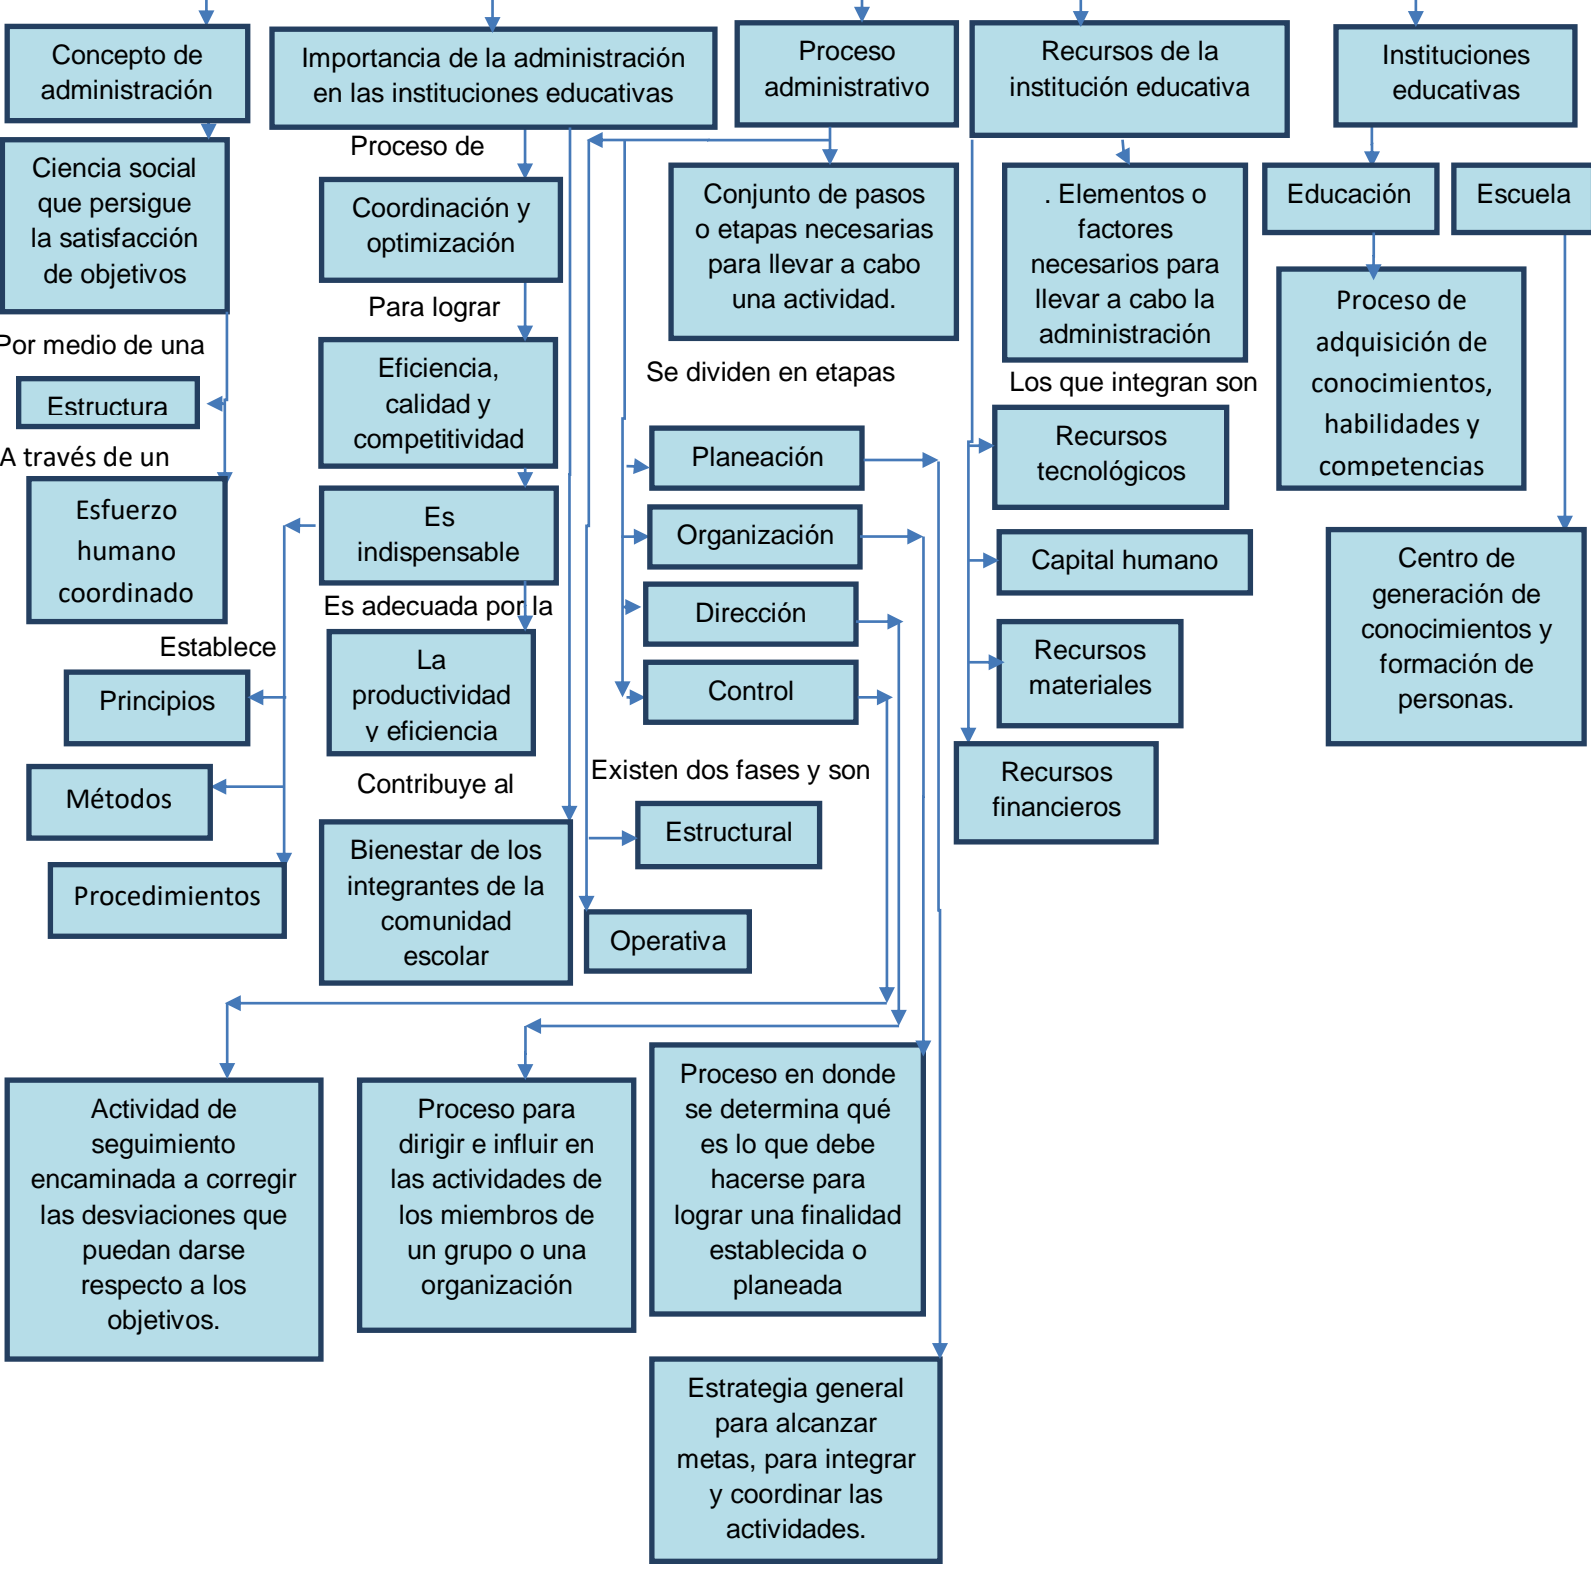 Concepto de
administración
Importancia de la administración
en las instituciones educativas
Proceso
administrativo
Recursos de la
institución educativa
Instituciones
educativas
Ciencia social
que persigue
la satisfacción
de objetivos
Por medio de una
Estructura
A través de un
Esfuerzo
humano
coordinado
Proceso de
Coordinación y
optimización
Para lograr
Eficiencia,
calidad y
competitividad
Es
indispensable
Es adecuada por la
La
productividad
y eficiencia
Establece
Principios
Métodos
Procedimientos
Contribuye al
Bienestar de los
integrantes de la
comunidad
escolar
Conjunto de pasos
o etapas necesarias
para llevar a cabo
una actividad.
Se dividen en etapas
Planeación
Organización
Dirección
Control
Existen dos fases y son
Estructural
Operativa
. Elementos o
factores
necesarios para
llevar a cabo la
administración
Los que integran son
Recursos
tecnológicos
Capital humano
Recursos
materiales
Recursos
financieros
Educación
Escuela
Proceso de
adquisición de
conocimientos,
habilidades y
competencias
Centro de
generación de
conocimientos y
formación de
personas.
Actividad de
seguimiento
encaminada a corregir
las desviaciones que
puedan darse
respecto a los
objetivos.
Proceso para
dirigir e influir en
las actividades de
los miembros de
un grupo o una
organización
Proceso en donde
se determina qué
es lo que debe
hacerse para
lograr una finalidad
establecida o
planeada
Estrategia general
para alcanzar
metas, para integrar
y coordinar las
actividades.